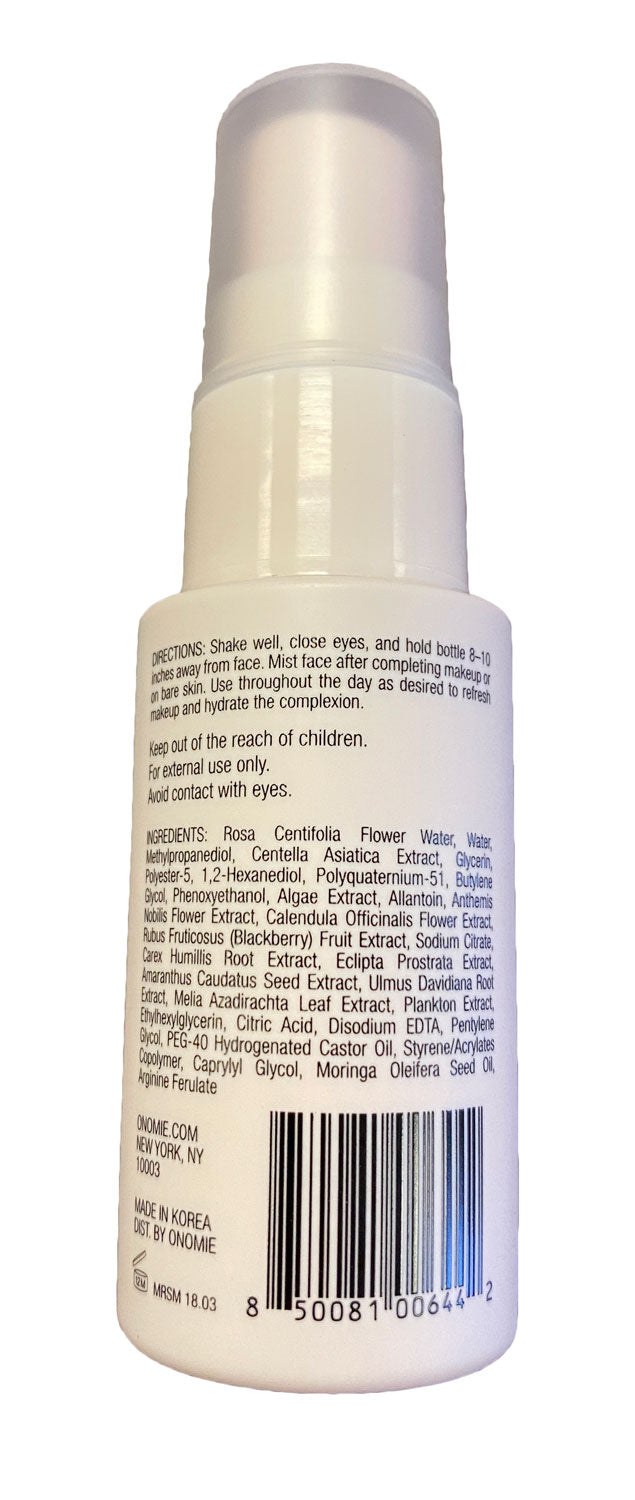 DIRECTIONS: Shake well, close eyes, and hold bottle 8–10
inches away from face. Mist face after completing makeup or
on bare skin. Use throughout the day as desired to refresh
makeup and hydrate the complexion.
Keep out of the reach of children.
For external use only.
Avoid contact with eyes.
INGREDIENTS: Rosa Centifolia Flower Water, Water,
Methylpropanediol, Centella Asiatica Extract, Glycerin,
Polyester-5, 1,2-Hexanediol, Polyquaternium-51, Butylene
Glycol, Phenoxyethanol, Algae Extract, Allantoin, Anthemis
Nobilis Flower Extract, Calendula Officinalis Flower Extract,
Rubus Fruticosus (Blackberry) Fruit Extract, Sodium Citrate,
Carex Humillis Root Extract, Eclipta Prostrata Extract,
Amaranthus Caudatus Seed Extract, Ulmus Davidiana Root
Extract, Melia Azadirachta Leaf Extract, Plankton Extract,
Ethylhexylglycerin, Citric Acid, Disodium EDTA, Pentylene
Glycol, PEG-40 Hydrogenated Castor Oil, Styrene/Acrylates
Copolymer, Caprylyl Glycol, Moringa Oleifera Seed Oil,
Arginine Ferulate
ONOMIE.COM
NEW YORK, NY
10003
MADE IN KOREA
DIST. BY ONOMIE
12M MRSM 18.03
8 50081 00644 2